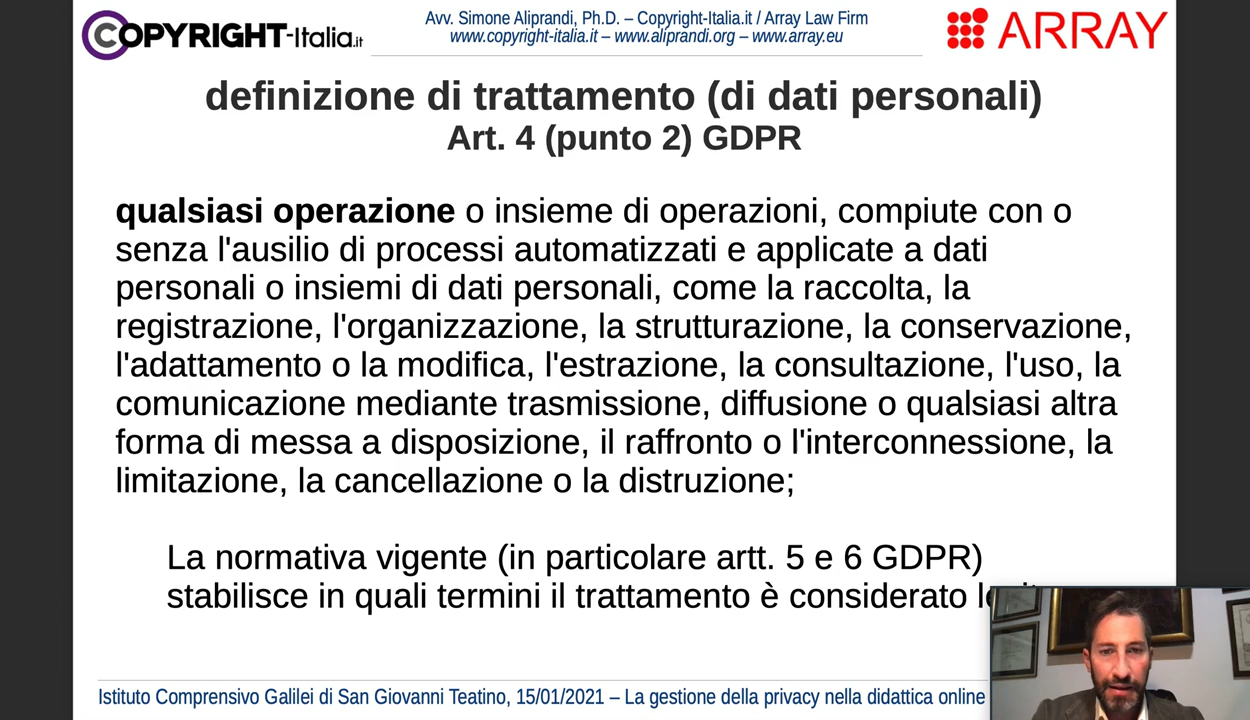 COPYRIGHT-Italia.it
Avv. Simone Aliprandi, Ph.D. – Copyright-Italia.it / Array Law Firm
www.copyright-italia.it – www.aliprandi.org – www.array.eu
ARRAY
definizione di trattamento (di dati personali)
Art. 4 (punto 2) GDPR
qualsiasi operazione o insieme di operazioni, compiute con o
senza l'ausilio di processi automatizzati e applicate a dati
personali o insiemi di dati personali, come la raccolta, la
registrazione, l'organizzazione, la strutturazione, la conservazione,
l'adattamento o la modifica, l'estrazione, la consultazione, l'uso, la
comunicazione mediante trasmissione, diffusione o qualsiasi altra
forma di messa a disposizione, il raffronto o l'interconnessione, la
limitazione, la cancellazione o la distruzione;
La normativa vigente (in particolare artt. 5 e 6 GDPR)
stabilisce in quali termini il trattamento è considerato
Istituto Comprensivo Galilei di San Giovanni Teatino, 15/01/2021 – La gestione della privacy nella didattica online